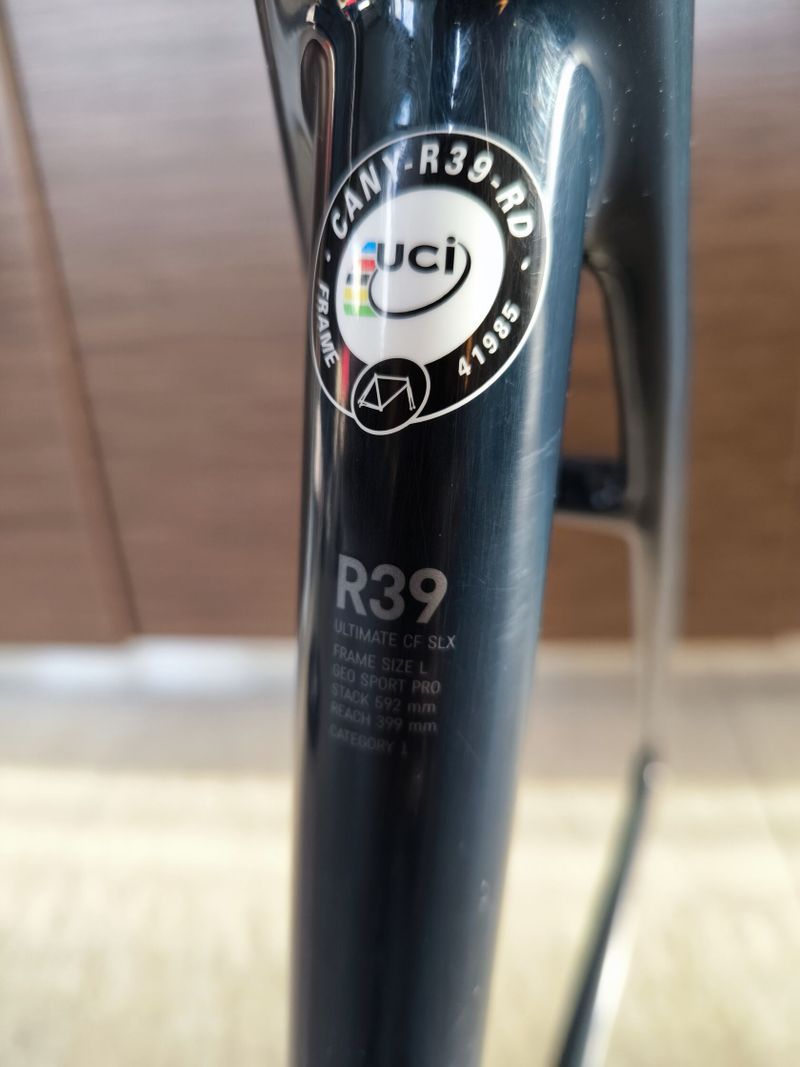 CANY-R39-RD
uci
FRAME
41985
R39
ULTIMATE CF SLX
FRAME SIZE L
GEO SPORT PRO
STACK 592 mm
REACH 399 mm
CATEGORY 1